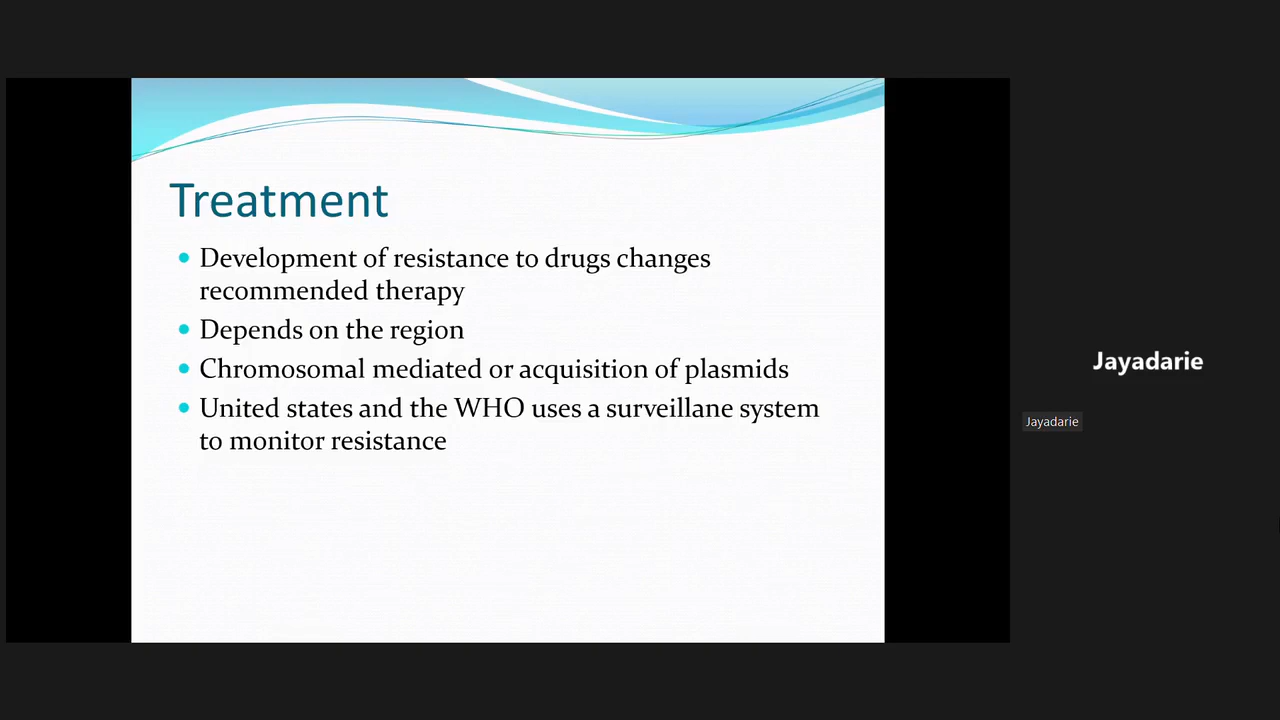 Treatment
Development of resistance to drugs changes
recommended therapy
Depends on the region
Chromosomal mediated or acquisition of plasmids
United states and the WHO uses a surveillane system
to monitor resistance
Jayadarie
Jayadarie